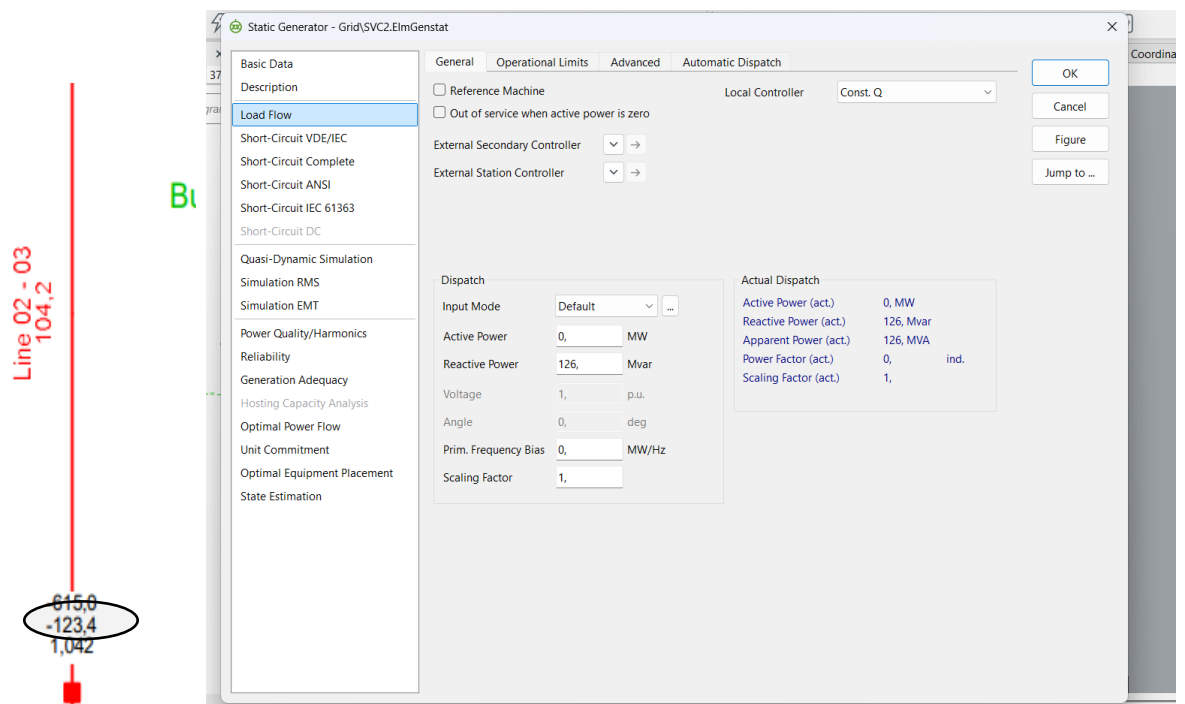 Static Generator - Grid\SVC2.ElmGenstat
Coordina
37
Bu
Line 02 - 03
104,2
-615,0
-123,4
1,042
Basic Data
Description
Load Flow
Short-Circuit VDE/IEC
Short-Circuit Complete
Short-Circuit ANSI
Short-Circuit IEC 61363
Short-Circuit DC
Quasi-Dynamic Simulation
Simulation RMS
Simulation EMT
Power Quality/Harmonics
Reliability
Generation Adequacy
Hosting Capacity Analysis
Optimal Power Flow
Unit Commitment
Optimal Equipment Placement
State Estimation
General Operational Limits Advanced Automatic Dispatch
Reference Machine
Out of service when active power is zero
Local Controller Const. Q
External Secondary Controller
External Station Controller
Dispatch
Input Mode Default ...
Active Power 0, MW
Reactive Power 126, Mvar
Voltage 1, p.u.
Angle 0, deg
Prim. Frequency Bias 0, MW/Hz
Scaling Factor 1,
Actual Dispatch
Active Power (act.) 0, MW
Reactive Power (act.) 126, Mvar
Apparent Power (act.) 126, MVA
Power Factor (act.) 0, ind.
Scaling Factor (act.) 1,
OK
Cancel
Figure
Jump to ...